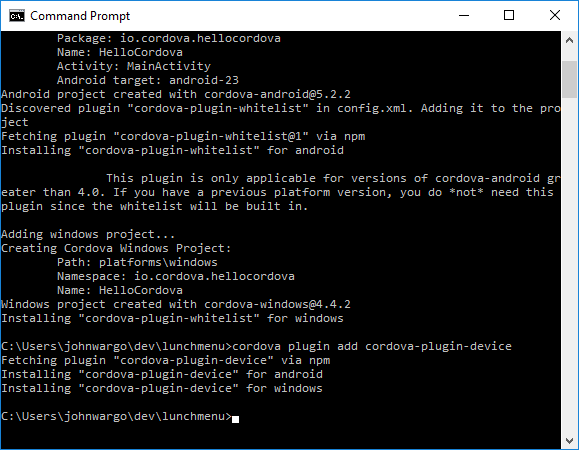 Command Prompt
Package: io.cordova.hellocordova
Name: HelloCordova
Activity: MainActivity
Android target: android-23
Android project created with cordova-android@5.2.2
Discovered plugin "cordova-plugin-whitelist" in config.xml. Adding it to the pro
ject
Fetching plugin "cordova-plugin-whitelist@1" via npm
Installing "cordova-plugin-whitelist" for android
This plugin is only applicable for versions of cordova-android gr
eater than 4.0. If you have a previous platform version, you do *not* need this
plugin since the whitelist will be built in.
Adding windows project...
Creating Cordova Windows Project:
Path: platforms\windows
Namespace: io.cordova.hellocordova
Name: HelloCordova
Windows project created with cordova-windows@4.4.2
Installing "cordova-plugin-whitelist" for windows
C:\Users\johnwargo\dev\lunchmenu>cordova plugin add cordova-plugin-device
Fetching plugin "cordova-plugin-device" via npm
Installing "cordova-plugin-device" for android
Installing "cordova-plugin-device" for windows
C:\Users\johnwargo\dev\lunchmenu>